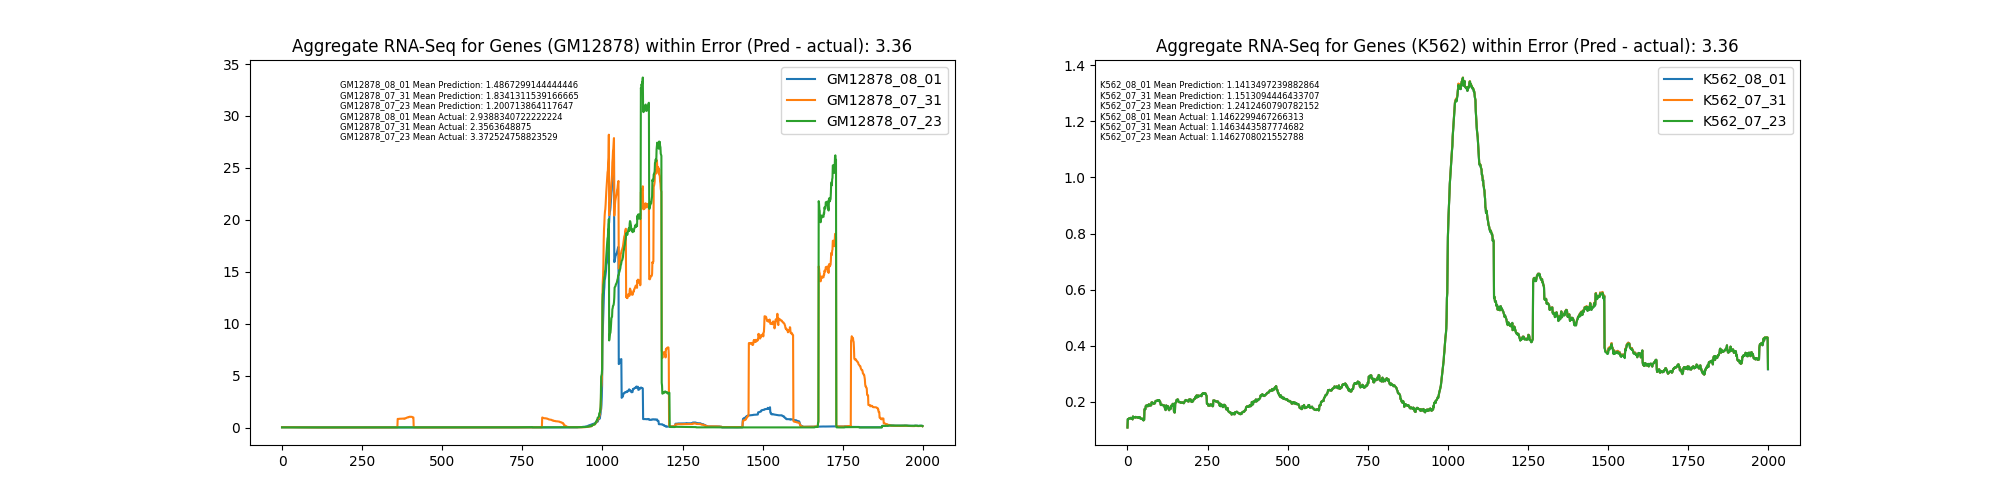 Aggregate RNA-Seq for Genes (GM12878) within Error (Pred - actual): 3.36
GM12878_08_01 Mean Prediction: 1.4867299144444446
GM12878_07_31 Mean Prediction: 1.8341311539166665
GM12878_07_23 Mean Prediction: 1.200713864117647
GM12878_08_01 Mean Actual: 2.9388340722222224
GM12878_07_31 Mean Actual: 2.3563648875
GM12878_07_23 Mean Actual: 3.372524758823529
GM12878_08_01
GM12878_07_31
GM12878_07_23
35
30
25
20
15
10
5
0
0 250 500 750 1000 1250 1500 1750 2000
Aggregate RNA-Seq for Genes (K562) within Error (Pred - actual): 3.36
K562_08_01 Mean Prediction: 1.1413497239882864
K562_07_31 Mean Prediction: 1.1513094446433707
K562_07_23 Mean Prediction: 1.2412460790782152
K562_08_01 Mean Actual: 1.1462299467266313
K562_07_31 Mean Actual: 1.1463443587774682
K562_07_23 Mean Actual: 1.1462708021552788
K562_08_01
K562_07_31
K562_07_23
1.4
1.2
1.0
0.8
0.6
0.4
0.2
0 250 500 750 1000 1250 1500 1750 2000